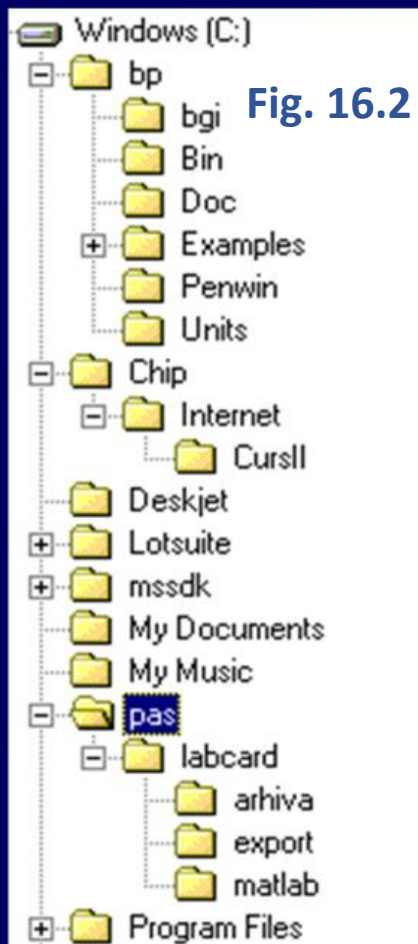 Windows (C:)
bp
Fig. 16.2
bgi
Bin
Doc
Examples
Penwin
Units
Chip
Internet
CursII
Deskjet
Lotsuite
mssdk
My Documents
My Music
pas
labcard
arhiva
export
matlab
Program Files